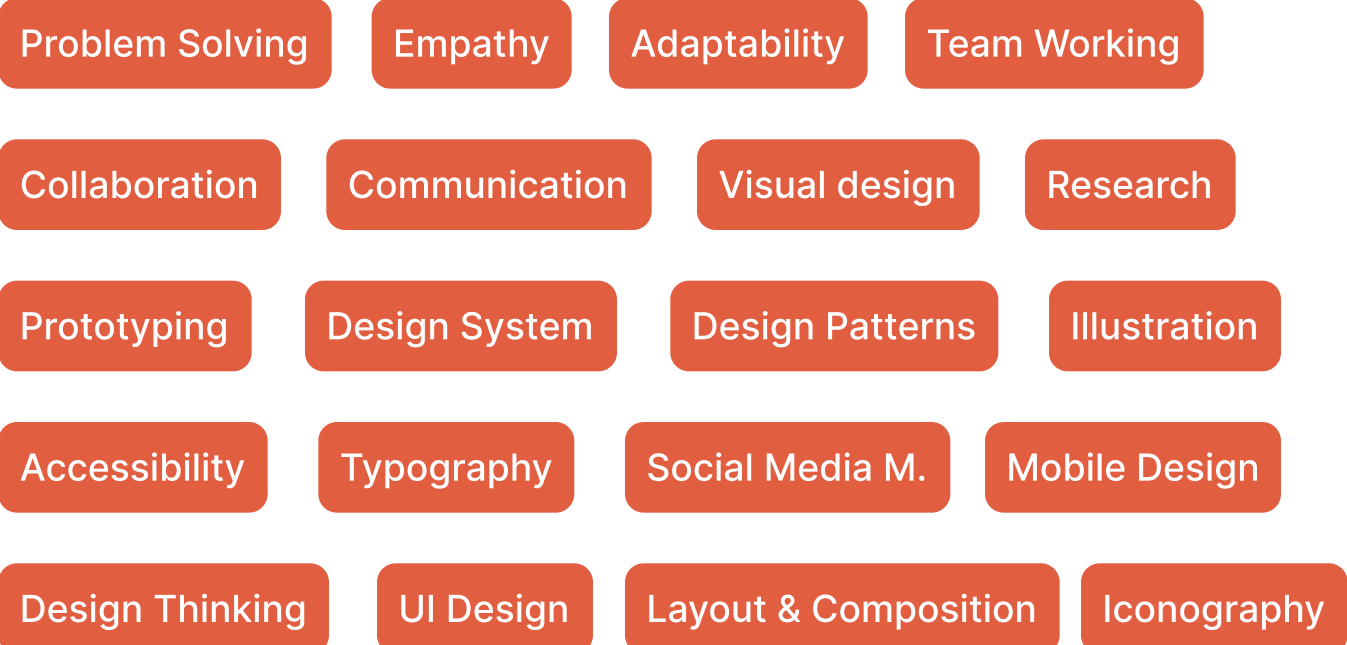 Problem Solving Empathy Adaptability Team Working
Collaboration Communication Visual design Research
Prototyping Design System Design Patterns Illustration
Accessibility Typography Social Media M. Mobile Design
Design Thinking UI Design Layout & Composition Iconography